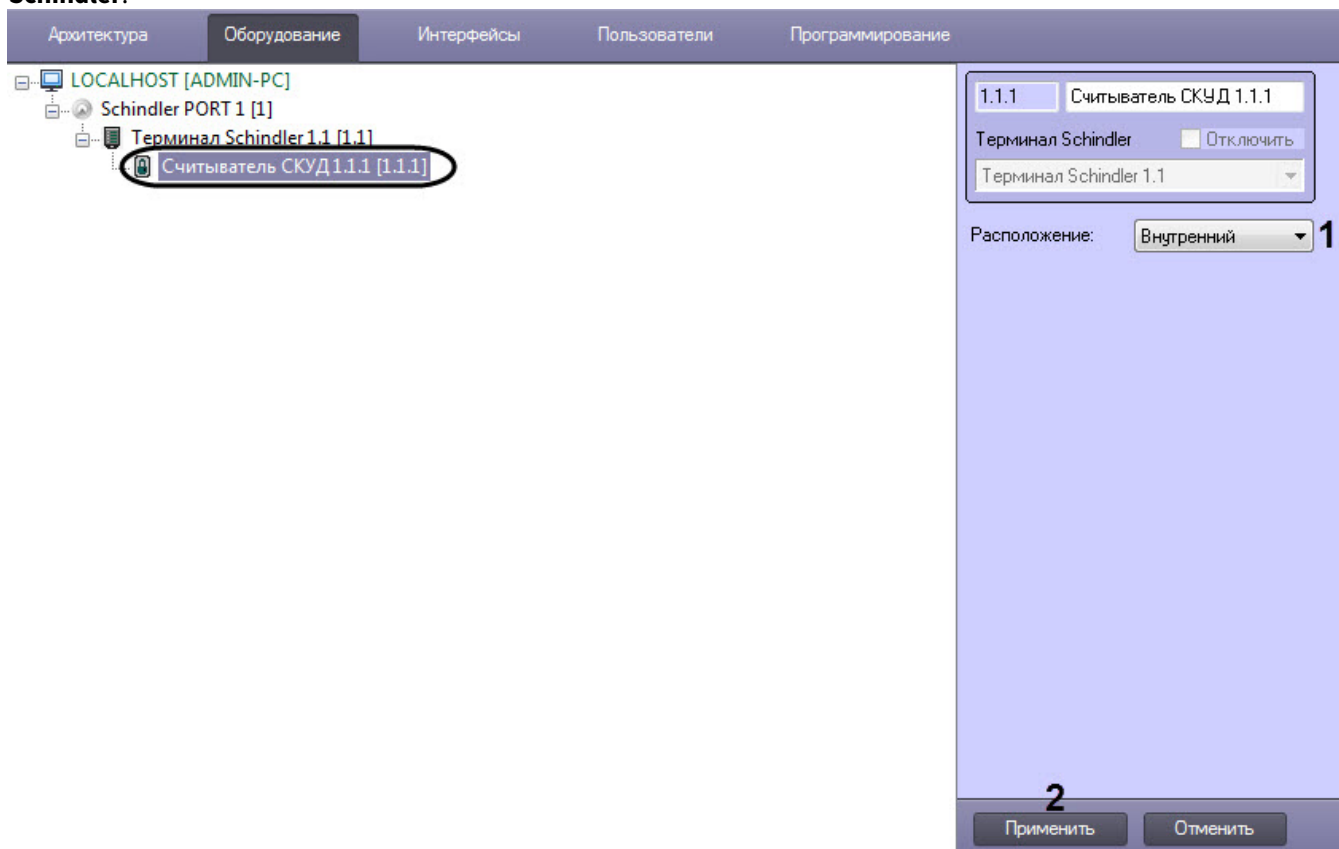 Schindler.
Архитектура Оборудование Интерфейсы Пользователи Программирование
LOCALHOST [ADMIN-PC]
Schindler PORT 1 [1]
Терминал Schindler 1.1 [1.1]
Считыватель СКУД 1.1.1 [1.1.1]
1.1.1 Считыватель СКУД 1.1.1
Терминал Schindler Отключить
Терминал Schindler 1.1
Расположение: Внутренний 1
2
Применить Отменить